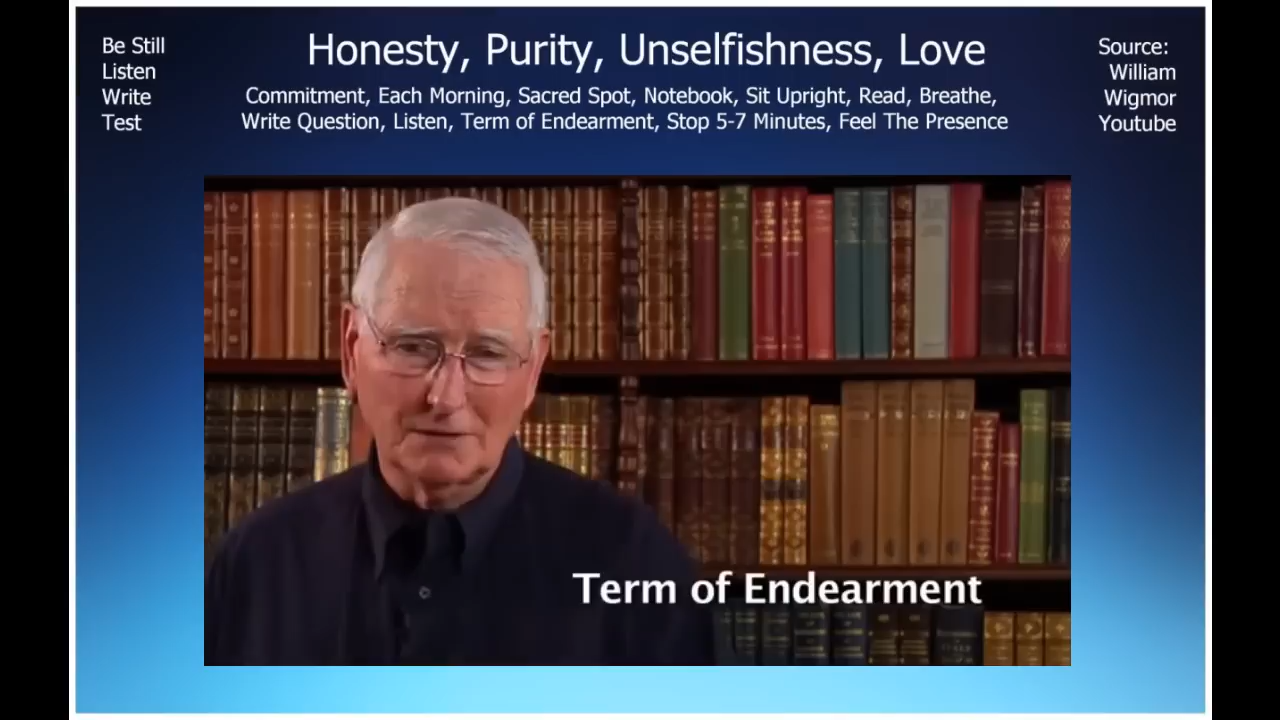 Be Still
Listen
Write
Test
Honesty, Purity, Unselfishness, Love
Commitment, Each Morning, Sacred Spot, Notebook, Sit Upright, Read, Breathe,
Write Question, Listen, Term of Endearment, Stop 5-7 Minutes, Feel The Presence
Source:
William
Wigmor
Youtube
Term of Endearment